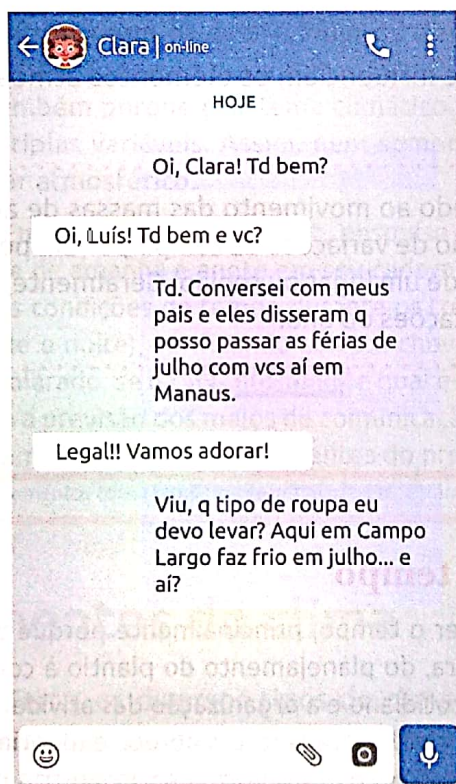 Clara | on-line
HOJE
Oi, Clara! Td bem?
Oi, Luís! Td bem e vc?
Td. Conversei com meus
pais e eles disseram q
posso passar as férias de
julho com vcs aí em
Manaus.
Legal!! Vamos adorar!
Viu, q tipo de roupa eu
devo levar? Aqui em Campo
Largo faz frio em julho... e
aí?